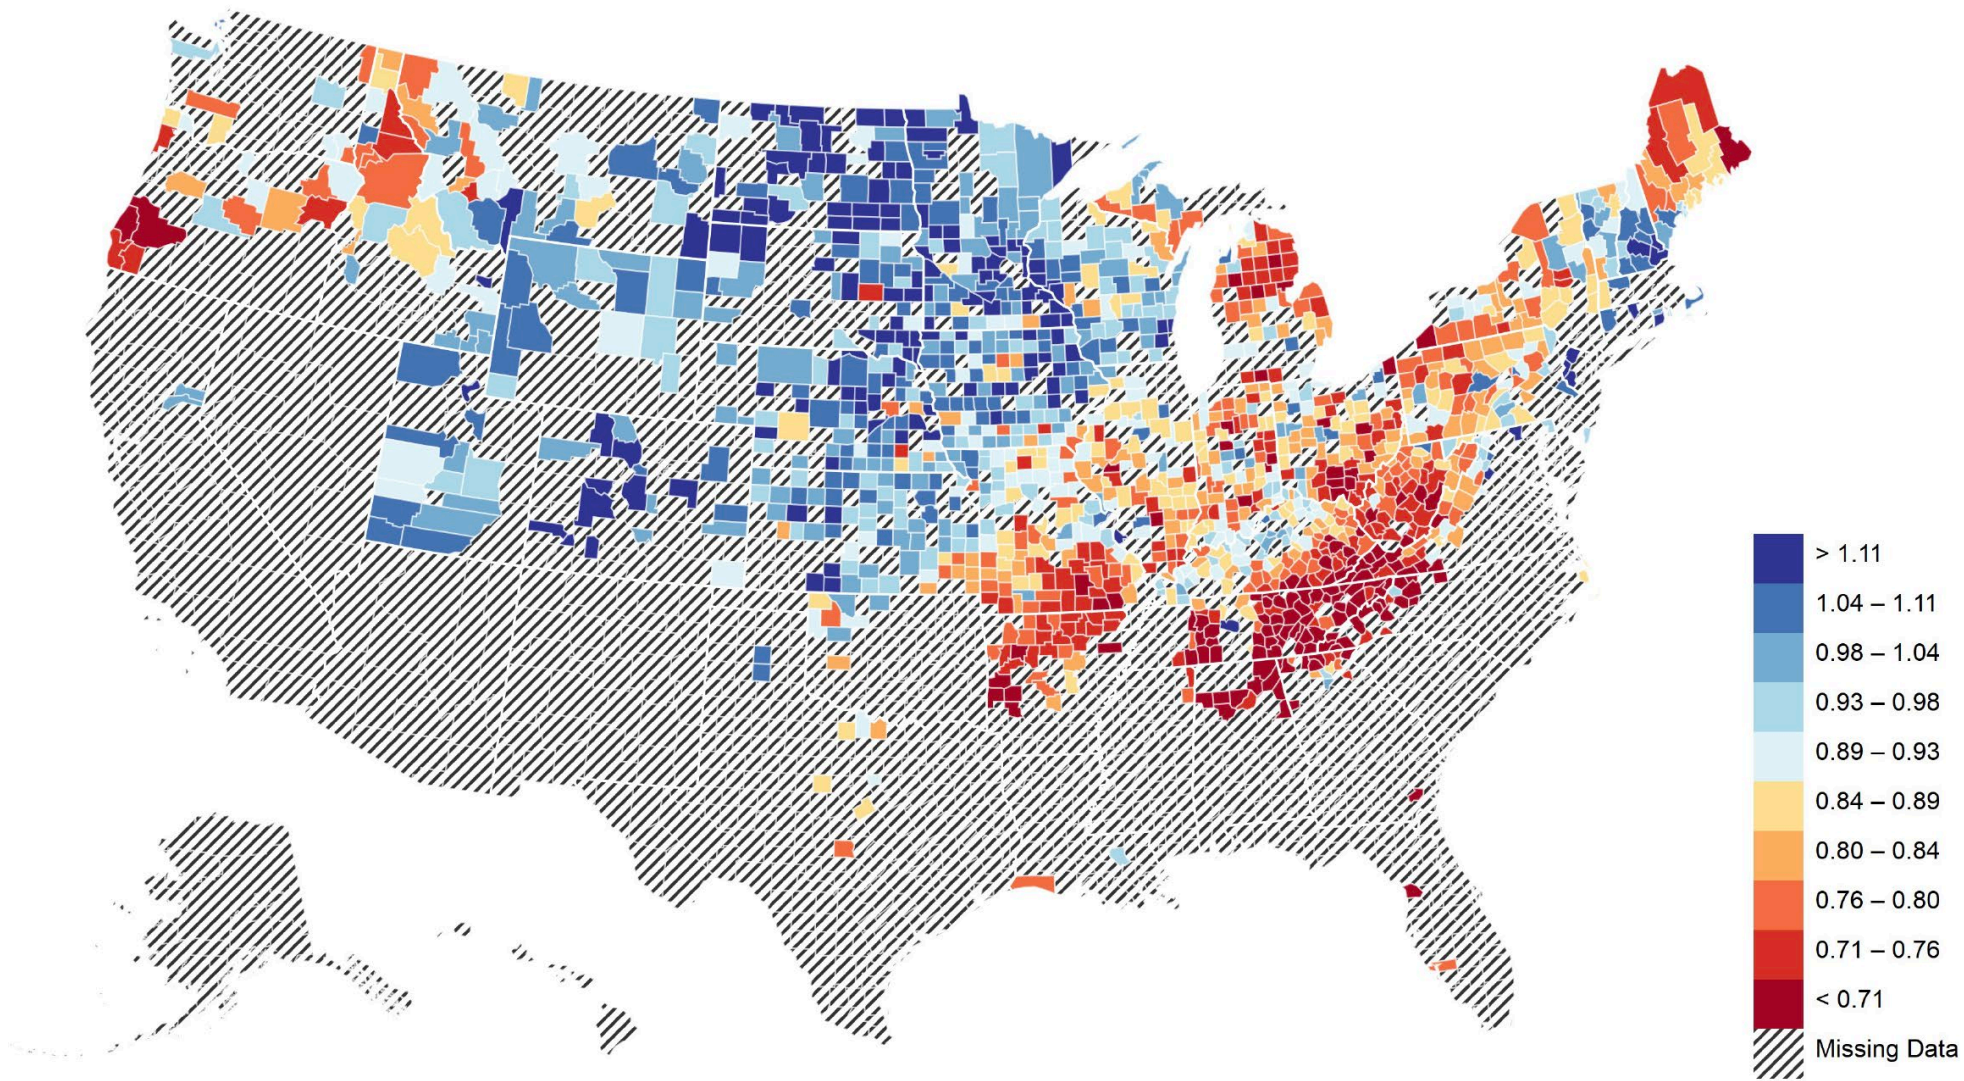 > 1.11
1.04 – 1.11
0.98 – 1.04
0.93 – 0.98
0.89 – 0.93
0.84 – 0.89
0.80 – 0.84
0.76 – 0.80
0.71 – 0.76
< 0.71
Missing Data